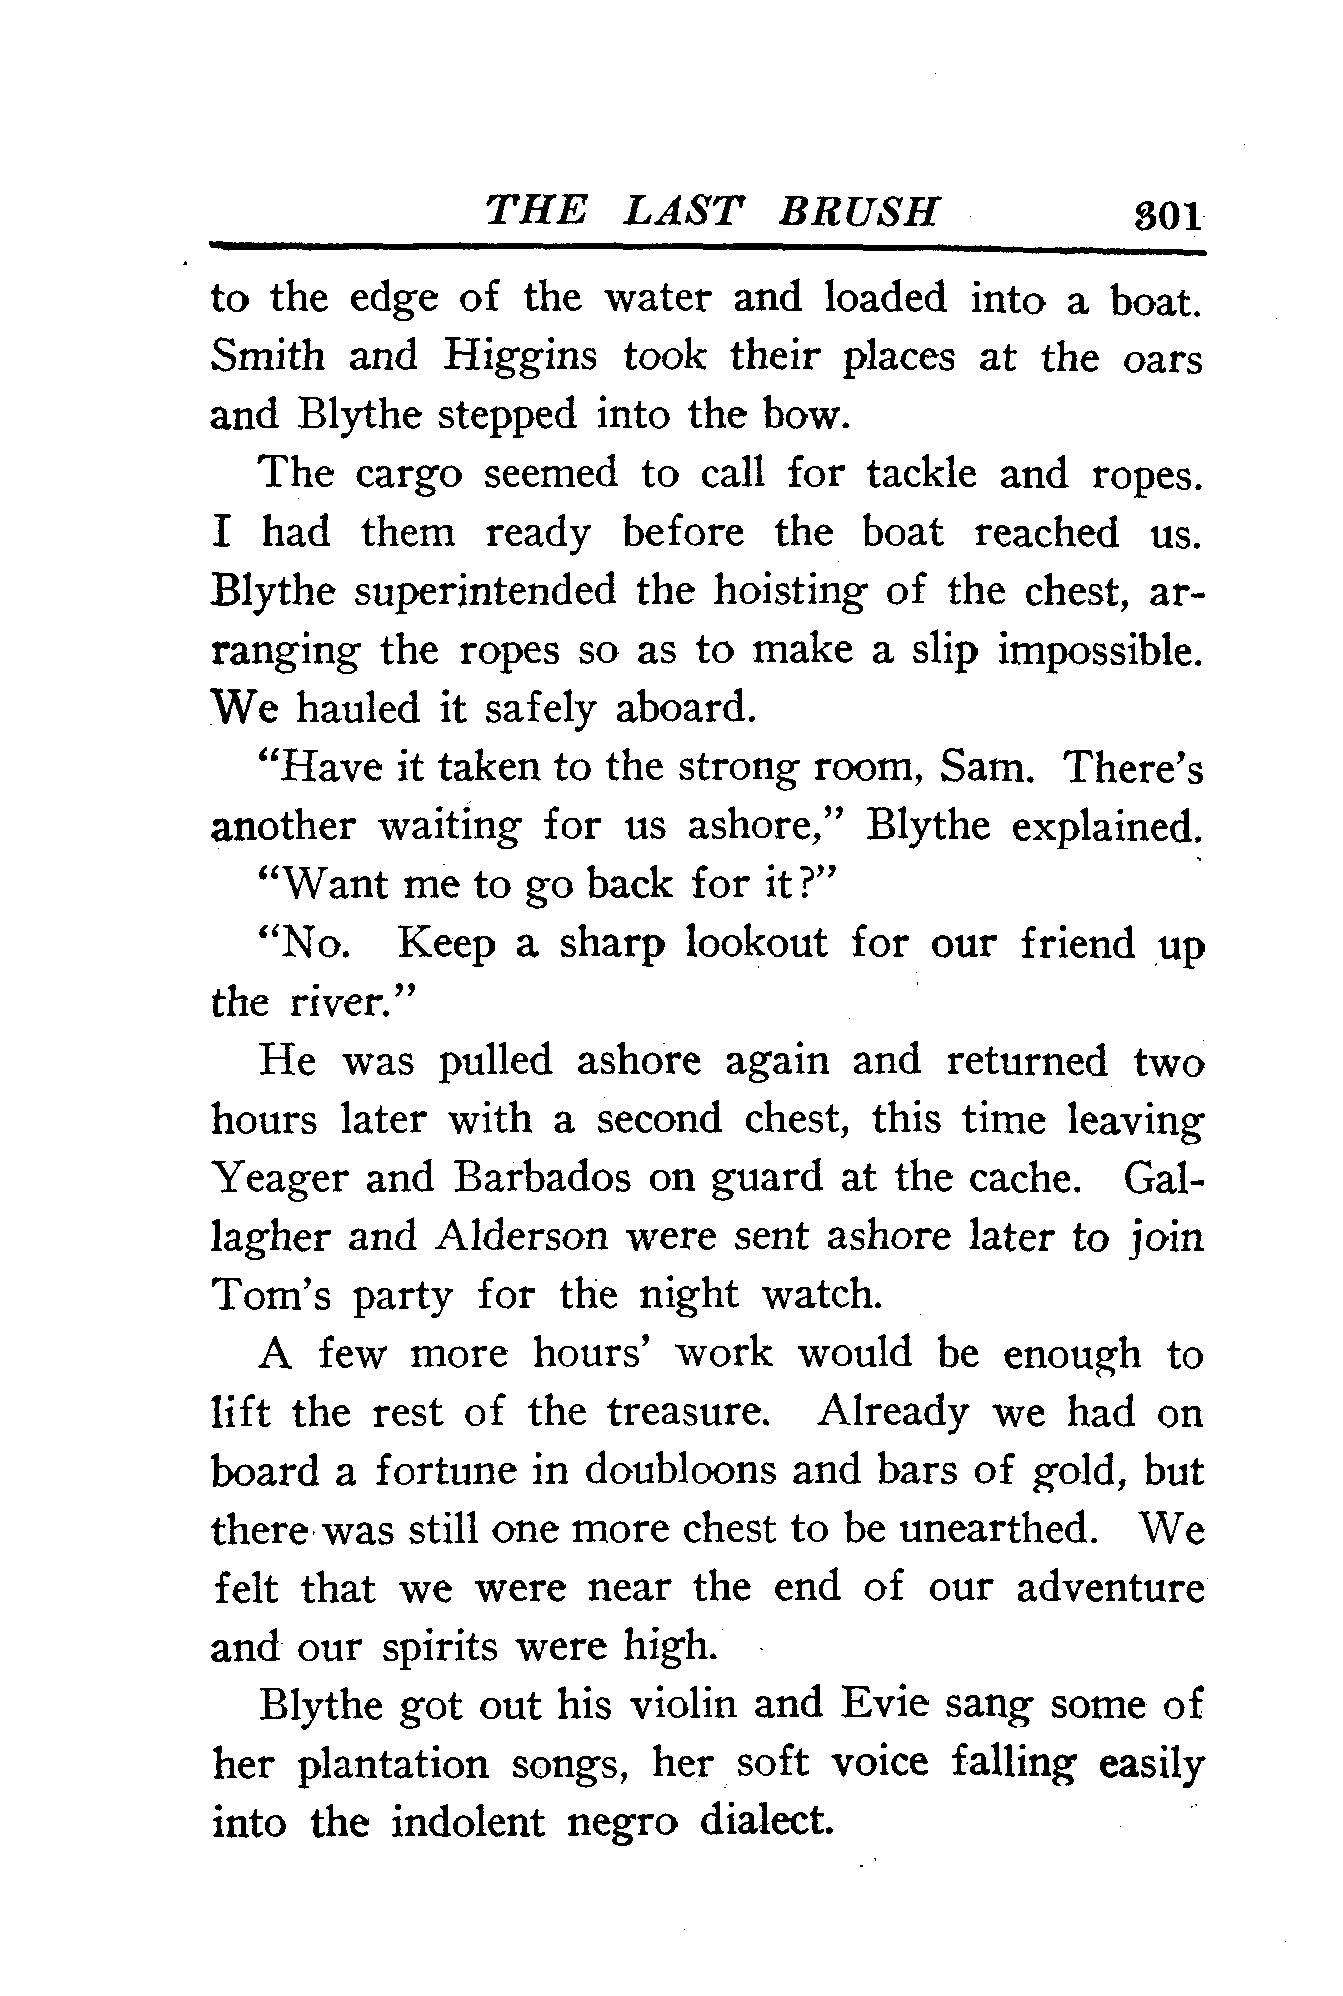 THE LAST BRUSH 301
to the edge of the water and loaded into a boat.
Smith and Higgins took their places at the oars
and Blythe stepped into the bow.
The cargo seemed to call for tackle and ropes.
I had them ready before the boat reached us.
Blythe superintended the hoisting of the chest, ar-
ranging the ropes so as to make a slip impossible.
We hauled it safely aboard.
“Have it taken to the strong room, Sam. There’s
another waiting for us ashore,” Blythe explained.
“Want me to go back for it?”
“No. Keep a sharp lookout for our friend up
the river.”
He was pulled ashore again and returned two
hours later with a second chest, this time leaving
Yeager and Barbados on guard at the cache. Gal-
lagher and Alderson were sent ashore later to join
Tom’s party for the night watch.
A few more hours’ work would be enough to
lift the rest of the treasure. Already we had on
board a fortune in doubloons and bars of gold, but
there was still one more chest to be unearthed. We
felt that we were near the end of our adventure
and our spirits were high.
Blythe got out his violin and Evie sang some of
her plantation songs, her soft voice falling easily
into the indolent negro dialect.